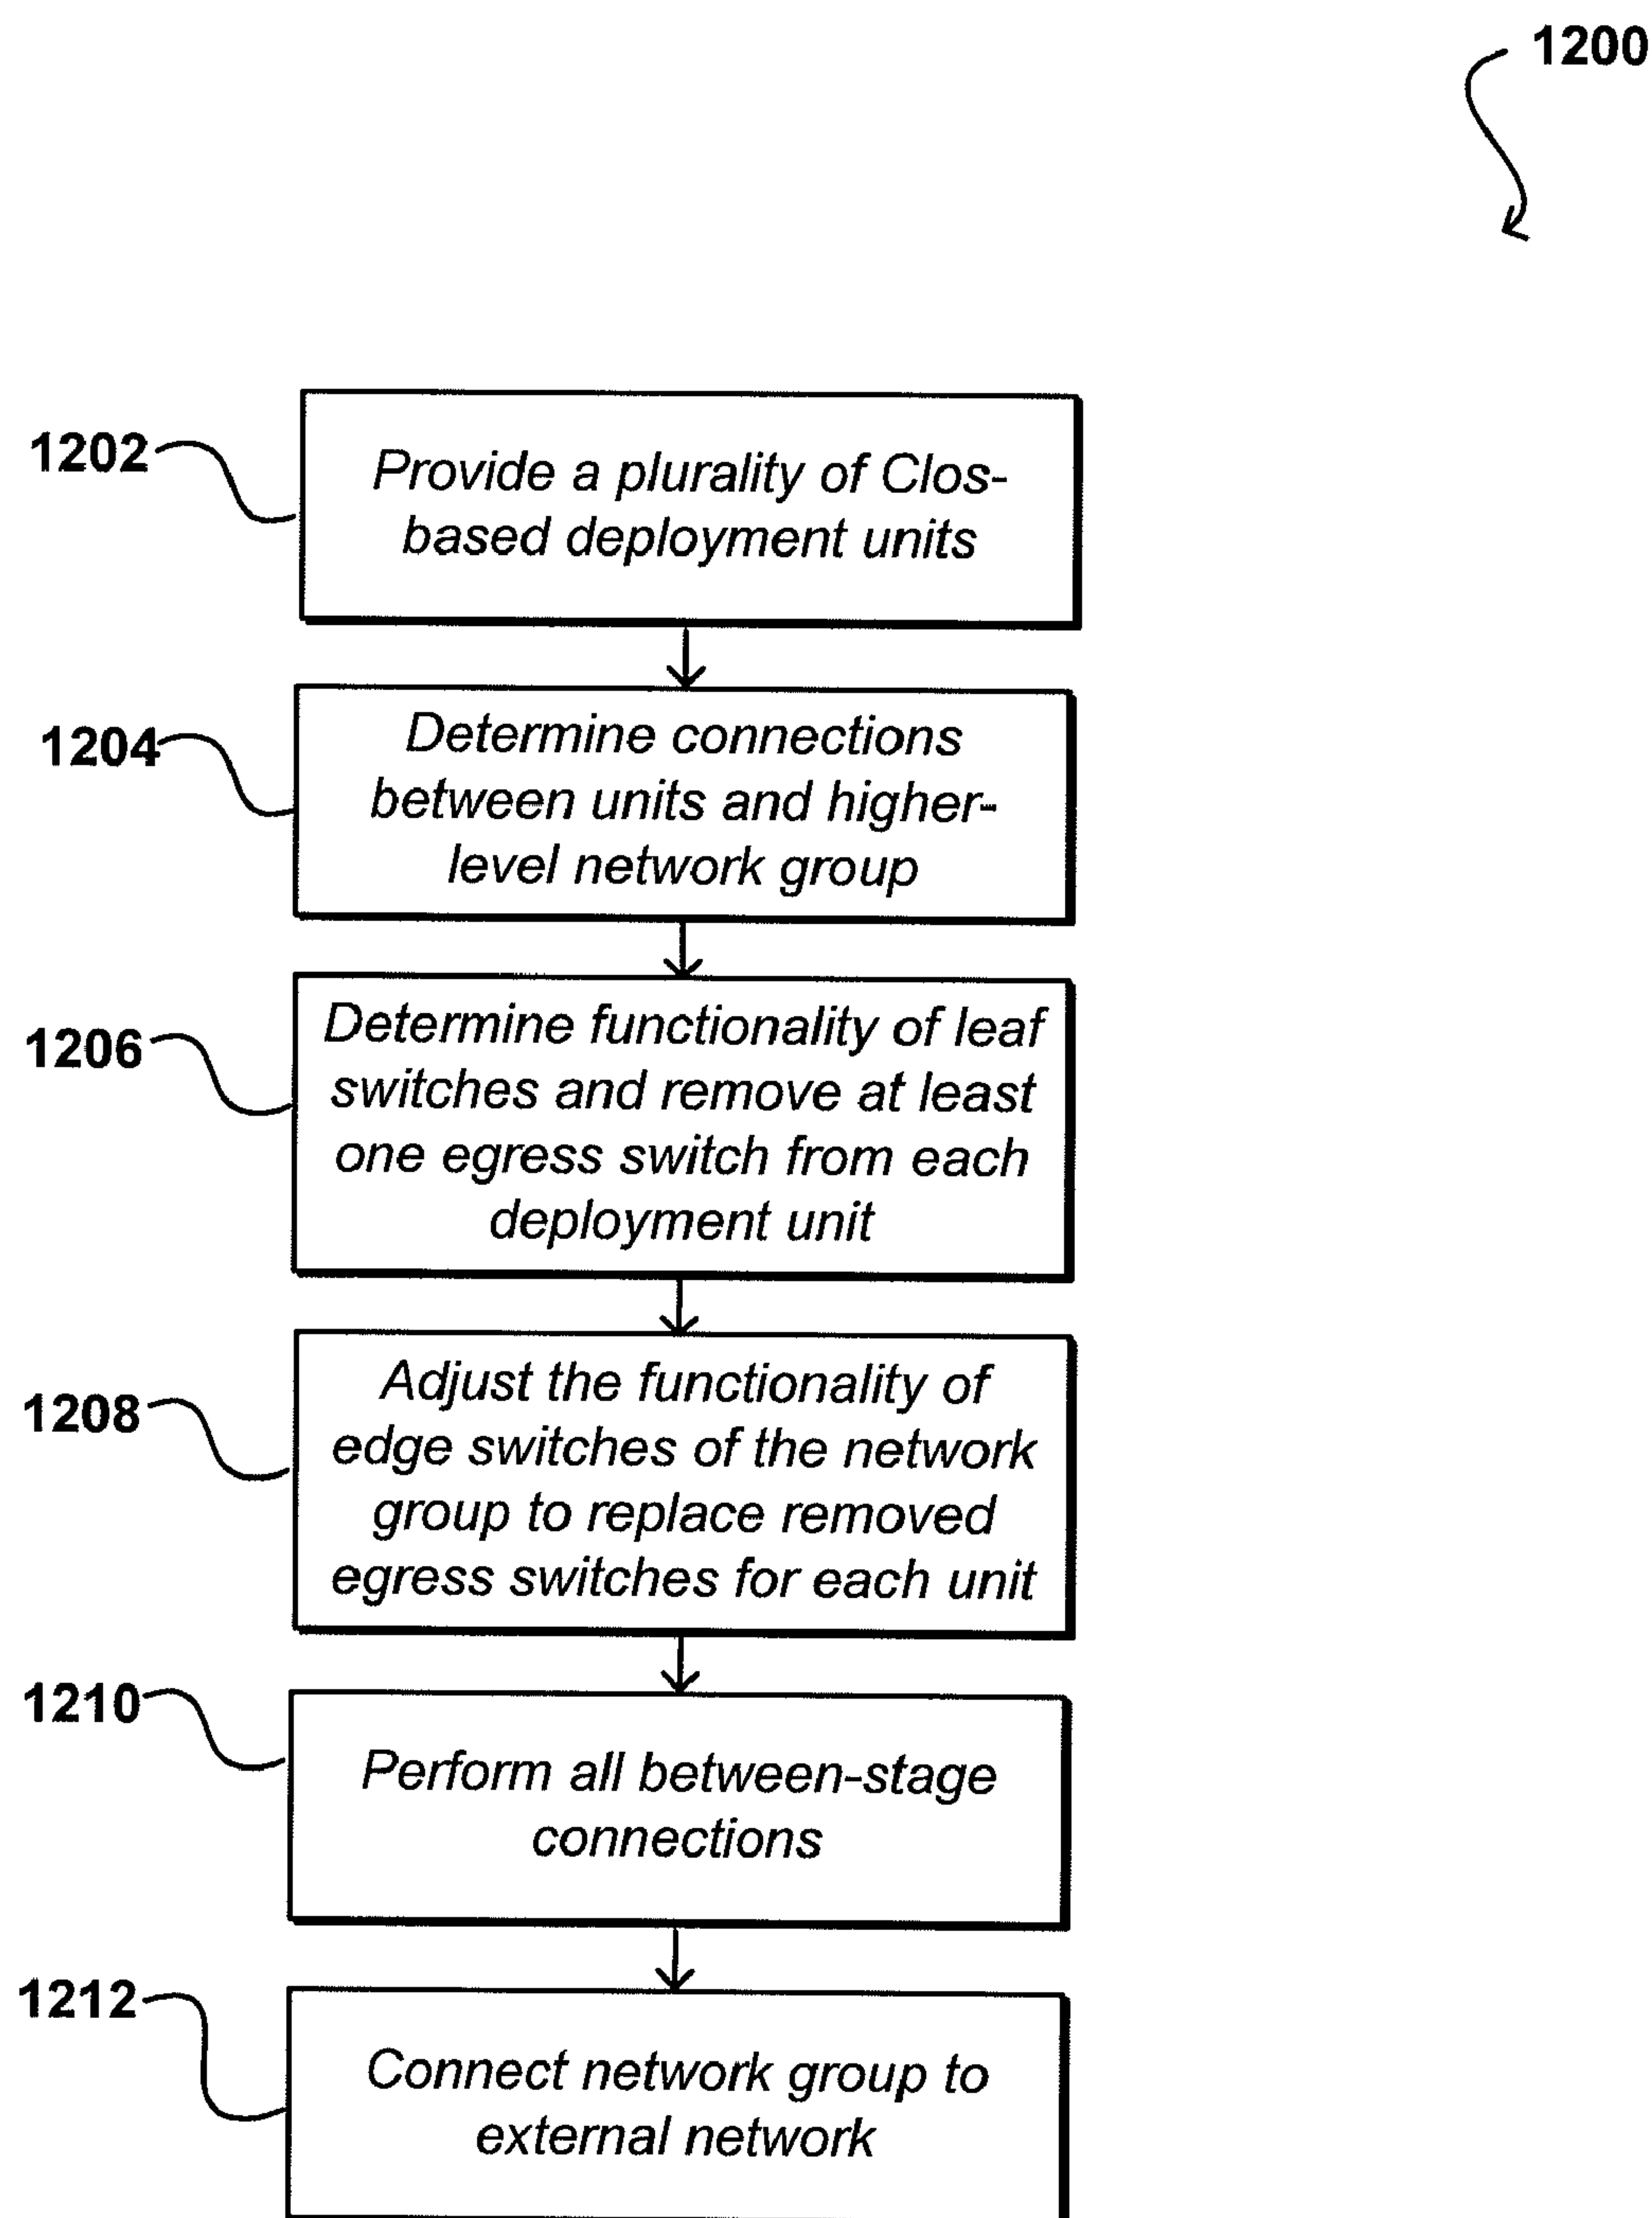 1200
1202
Provide a plurality of Clos-
based deployment units
1204
Determine connections
between units and higher-
level network group
1206
Determine functionality of leaf
switches and remove at least
one egress switch from each
deployment unit
1208
Adjust the functionality of
edge switches of the network
group to replace removed
egress switches for each unit
1210
Perform all between-stage
connections
1212
Connect network group to
external network